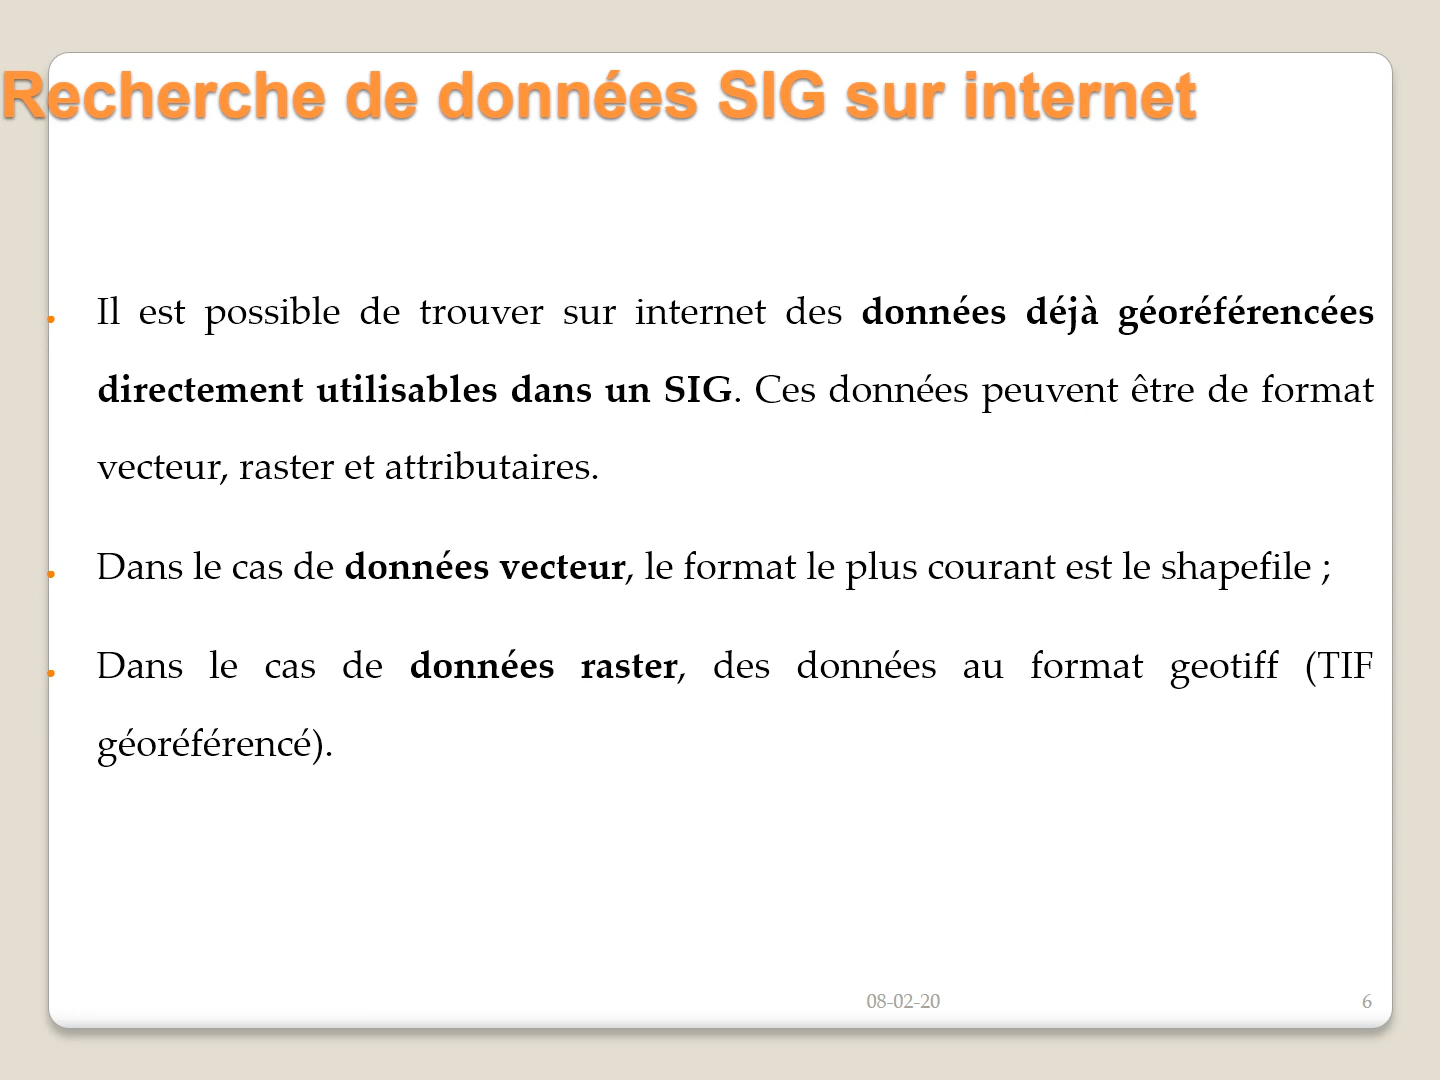 Recherche de données SIG sur internet
• Il est possible de trouver sur internet des données déjà géoréférencées
directement utilisables dans un SIG. Ces données peuvent être de format
vecteur, raster et attributaires.
• Dans le cas de données vecteur, le format le plus courant est le shapefile ;
• Dans le cas de données raster, des données au format geotiff (TIF
géoréférencé).
08-02-20
6